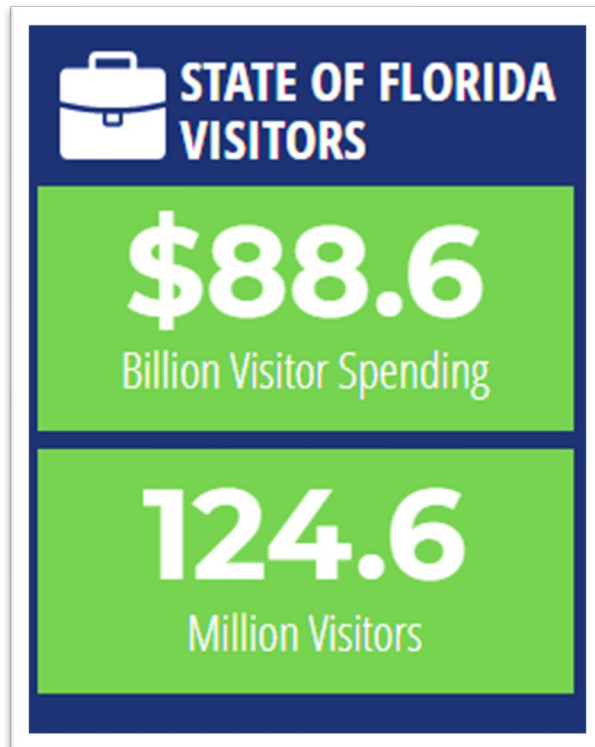 STATE OF FLORIDA
VISITORS
$88.6
Billion Visitor Spending
124.6
Million Visitors